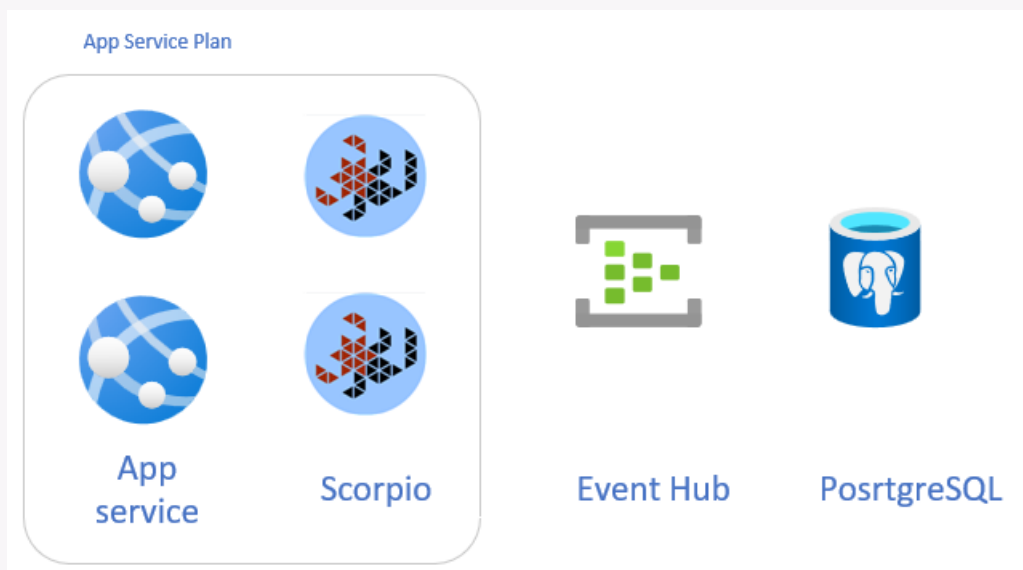 App Service Plan
App
service
Scorpio
Event Hub
PosrtgreSQL